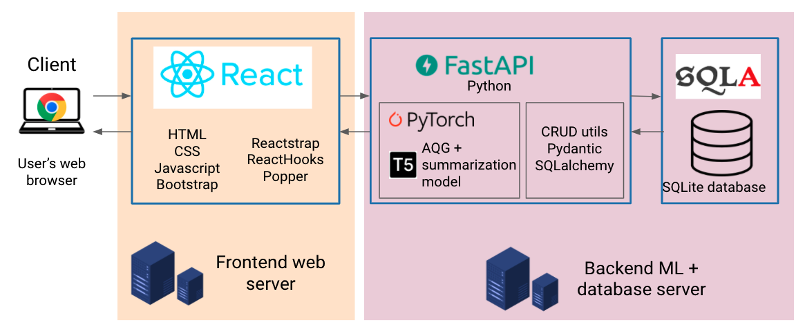 Client
User's web
browser
React
HTML
CSS
Javascript
Bootstrap
Reactstrap
ReactHooks
Popper
Frontend web
server
FastAPI
Python
PyTorch
T5
AQG +
summarization
model
CRUD utils
Pydantic
SQLalchemy
SQLA
SQLite database
Backend ML +
database server